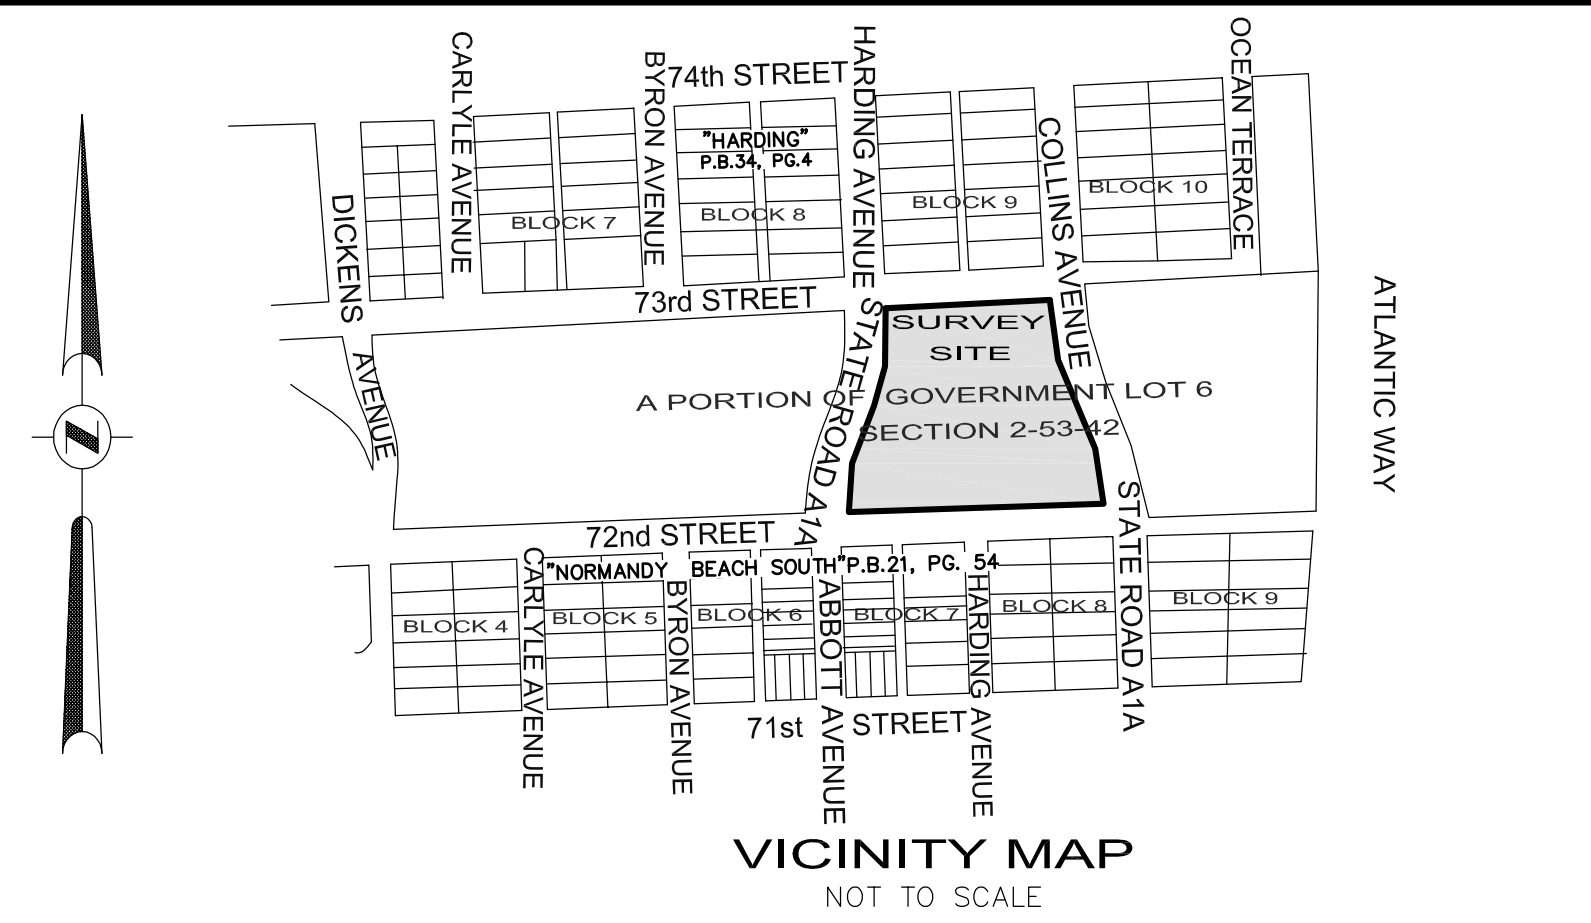 CARLYLE AVENUE
BYRON AVENUE
74th STREET
HARDING AVENUE
OCEAN TERRACE
COLLINS AVENUE
"HARDING"
P.B.34, PG.4
DICKENS
AVENUE
BLOCK 7
BLOCK 8
BLOCK 9
BLOCK 10
73rd STREET
STATE ROAD A1A
SURVEY
SITE
ATLANTIC WAY
A PORTION OF GOVERNMENT LOT 6
SECTION 2-53-42
N
72nd STREET
STATE ROAD A1A
"NORMANDY BEACH SOUTH"P.B.21, PG. 54
CARLYLE AVENUE
BYRON AVENUE
ABBOTT AVENUE
HARDING AVENUE
BLOCK 4
BLOCK 5
BLOCK 6
BLOCK 7
BLOCK 8
BLOCK 9
71st STREET
VICINITY MAP
NOT TO SCALE